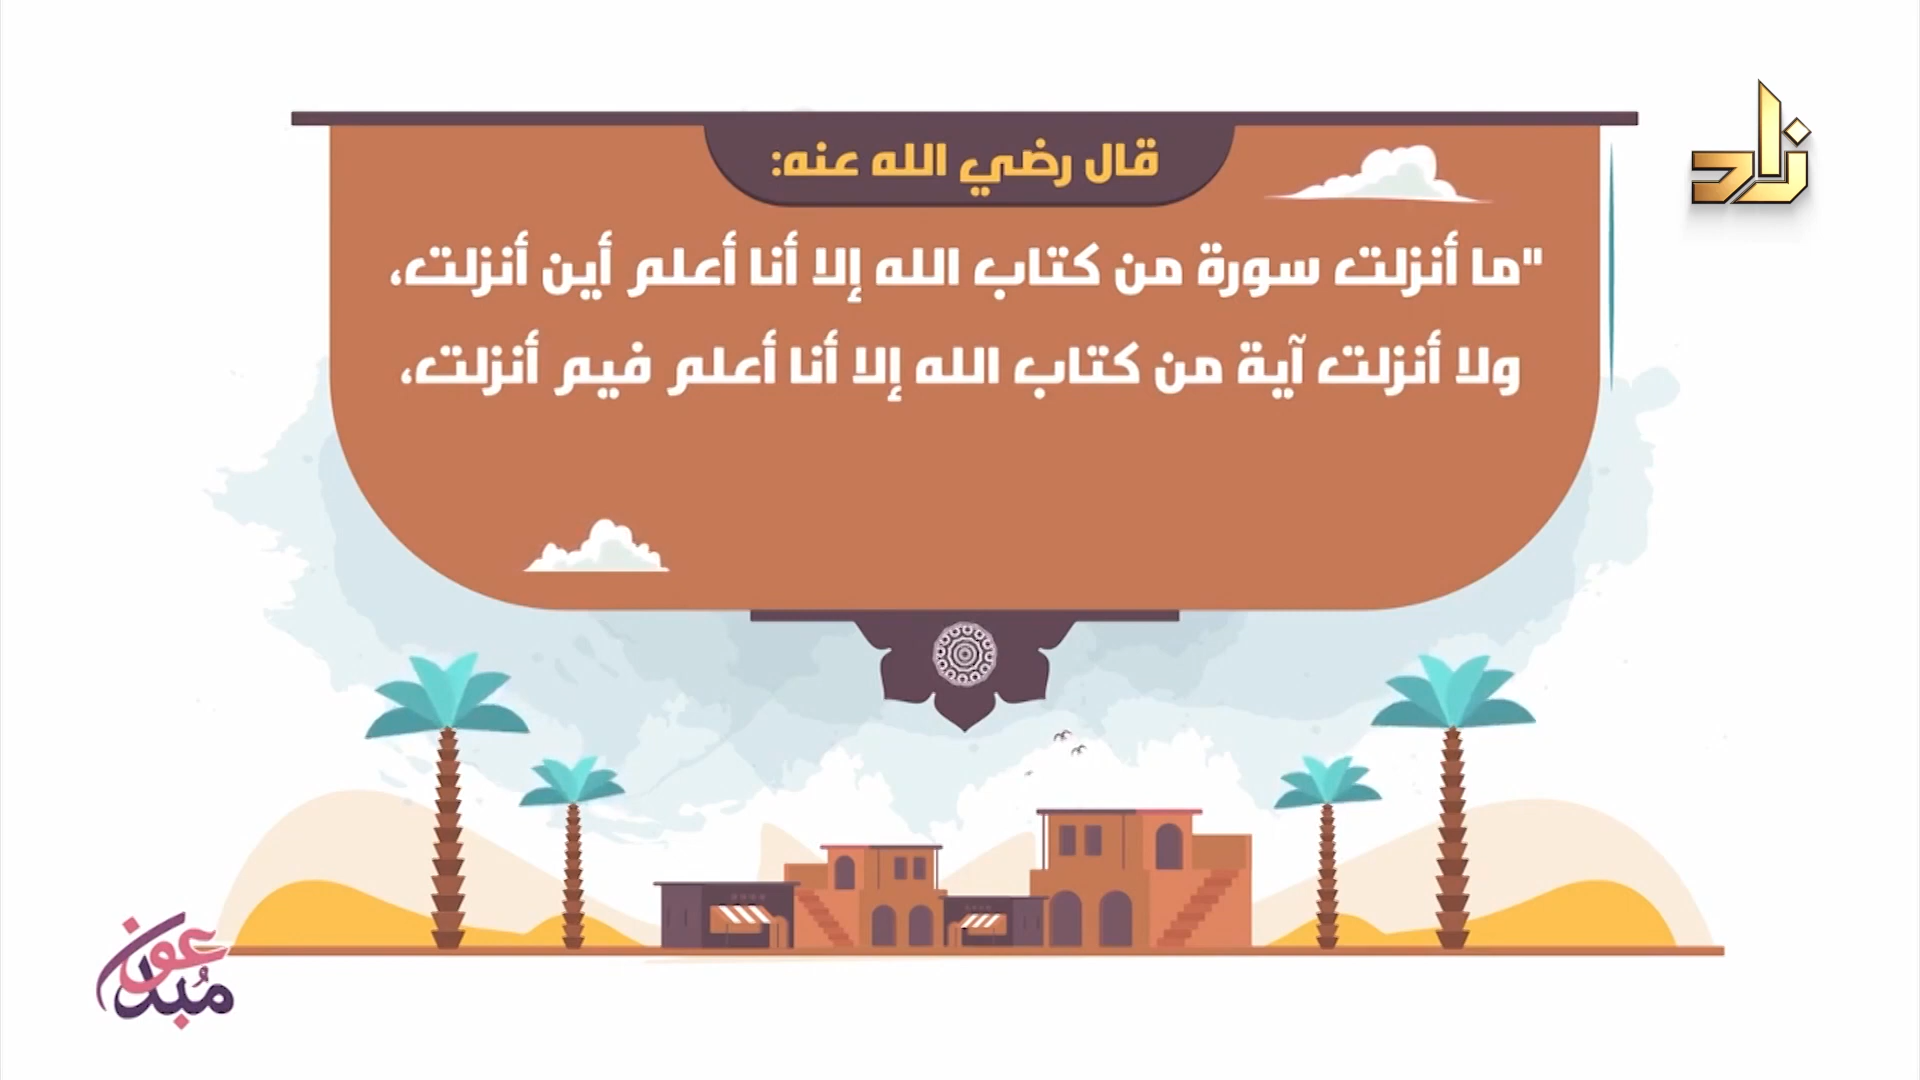 زاد
قال رضي الله عنه:
"ما أنزلت سورة من كتاب الله إلا أنا أعلم أين أنزلت،
ولا أنزلت آية من كتاب الله إلا أنا أعلم فيم أنزلت،
مُبدعون